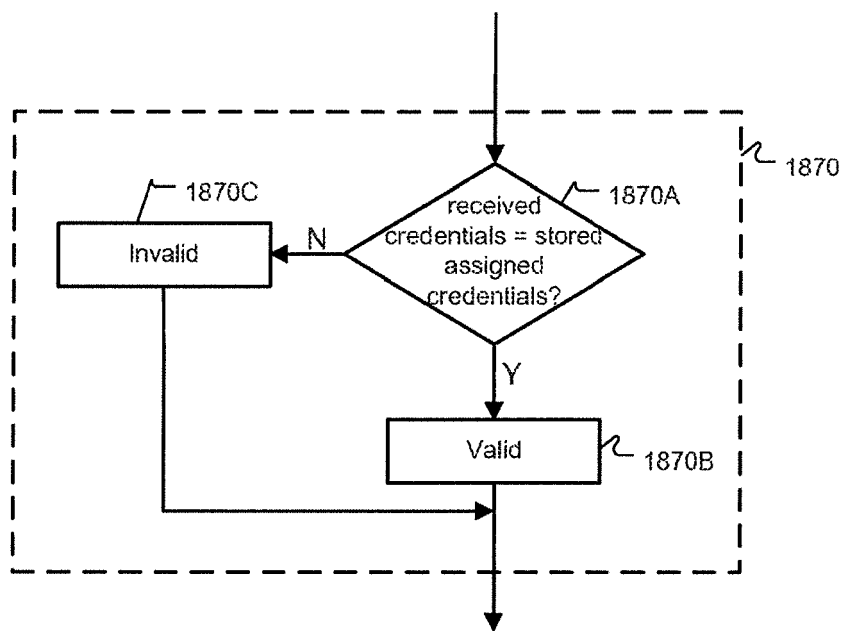 1870
1870A
received
credentials = stored
assigned
credentials?
1870C
Invalid
N
Y
Valid
1870B